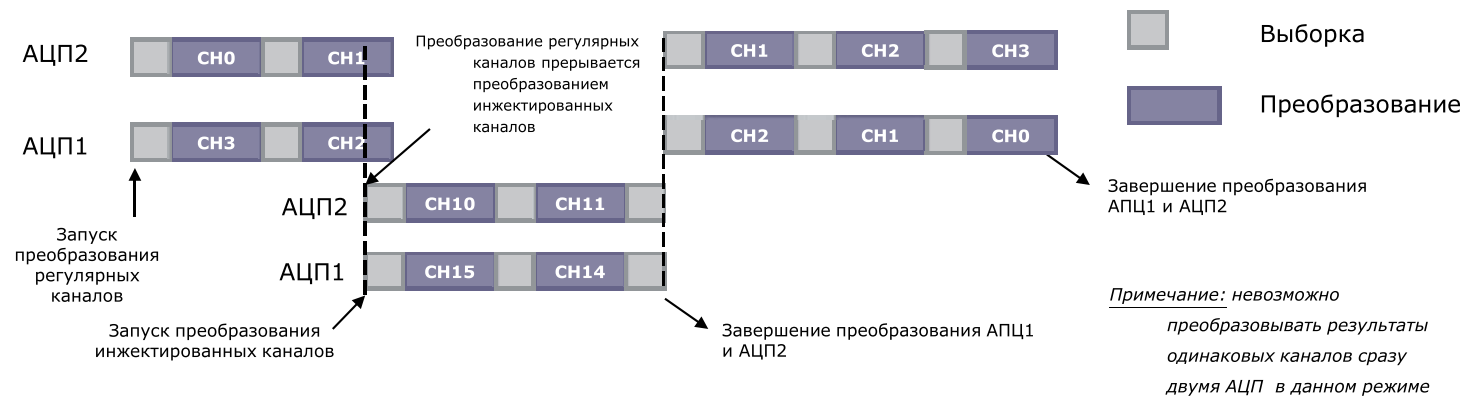 АЦП2
CH0
CH1
Преобразование регулярных
каналов прерывается
преобразованием
инжектированных
каналов
CH1
CH2
CH3
Выборка
Преобразование
АЦП1
CH3
CH2
CH2
CH1
CH0
Завершение преобразования
АПЦ1 и АЦП2
АЦП2
CH10
CH11
Запуск
преобразования
регулярных
каналов
АЦП1
CH15
CH14
Запуск преобразования
инжектированных каналов
Завершение преобразования АПЦ1
и АЦП2
Примечание: невозможно
преобразовывать результаты
одинаковых каналов сразу
двумя АЦП в данном режиме